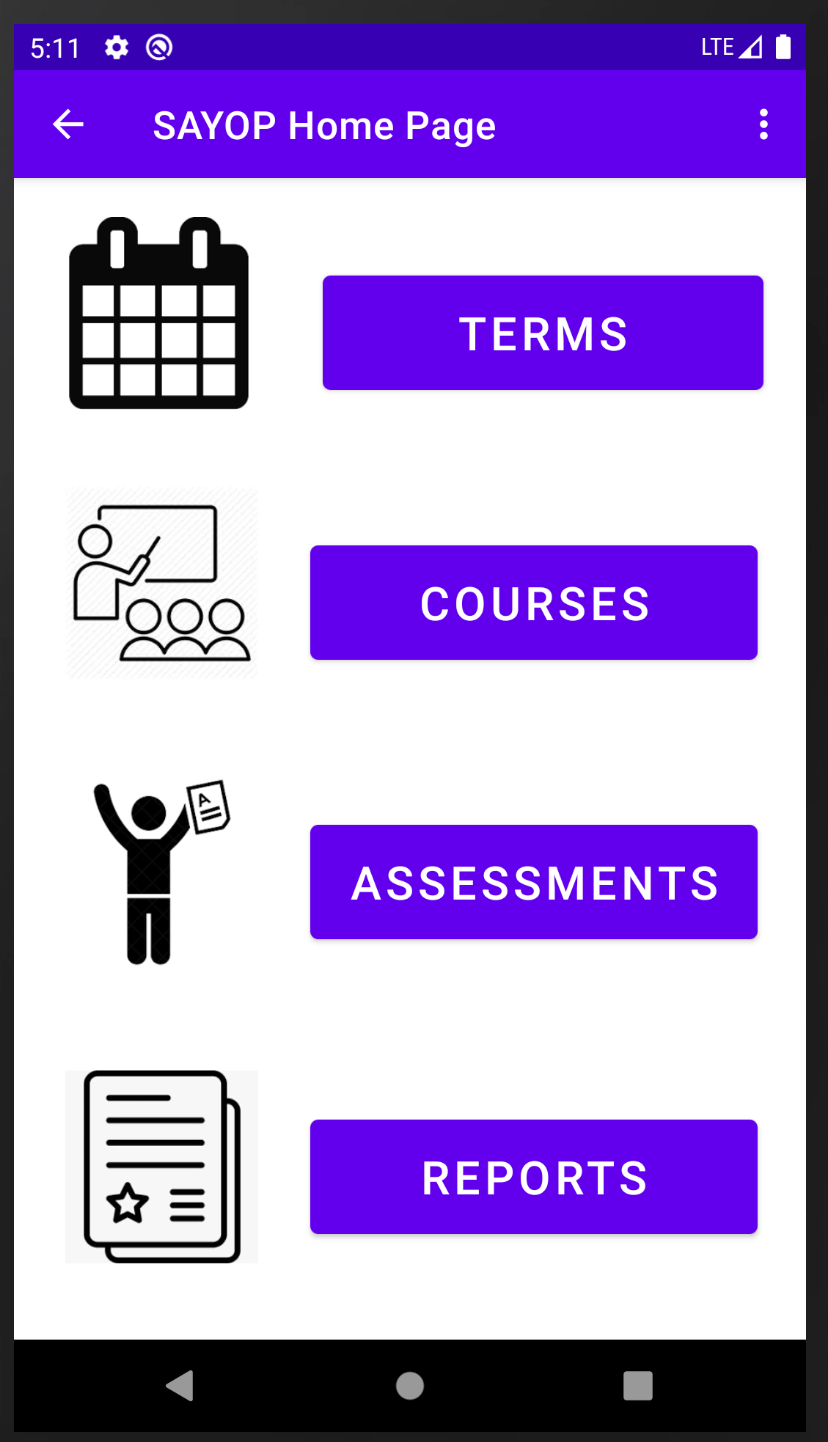 5:11 LTE
SAYOP Home Page
TERMS
COURSES
A
ASSESSMENTS
REPORTS